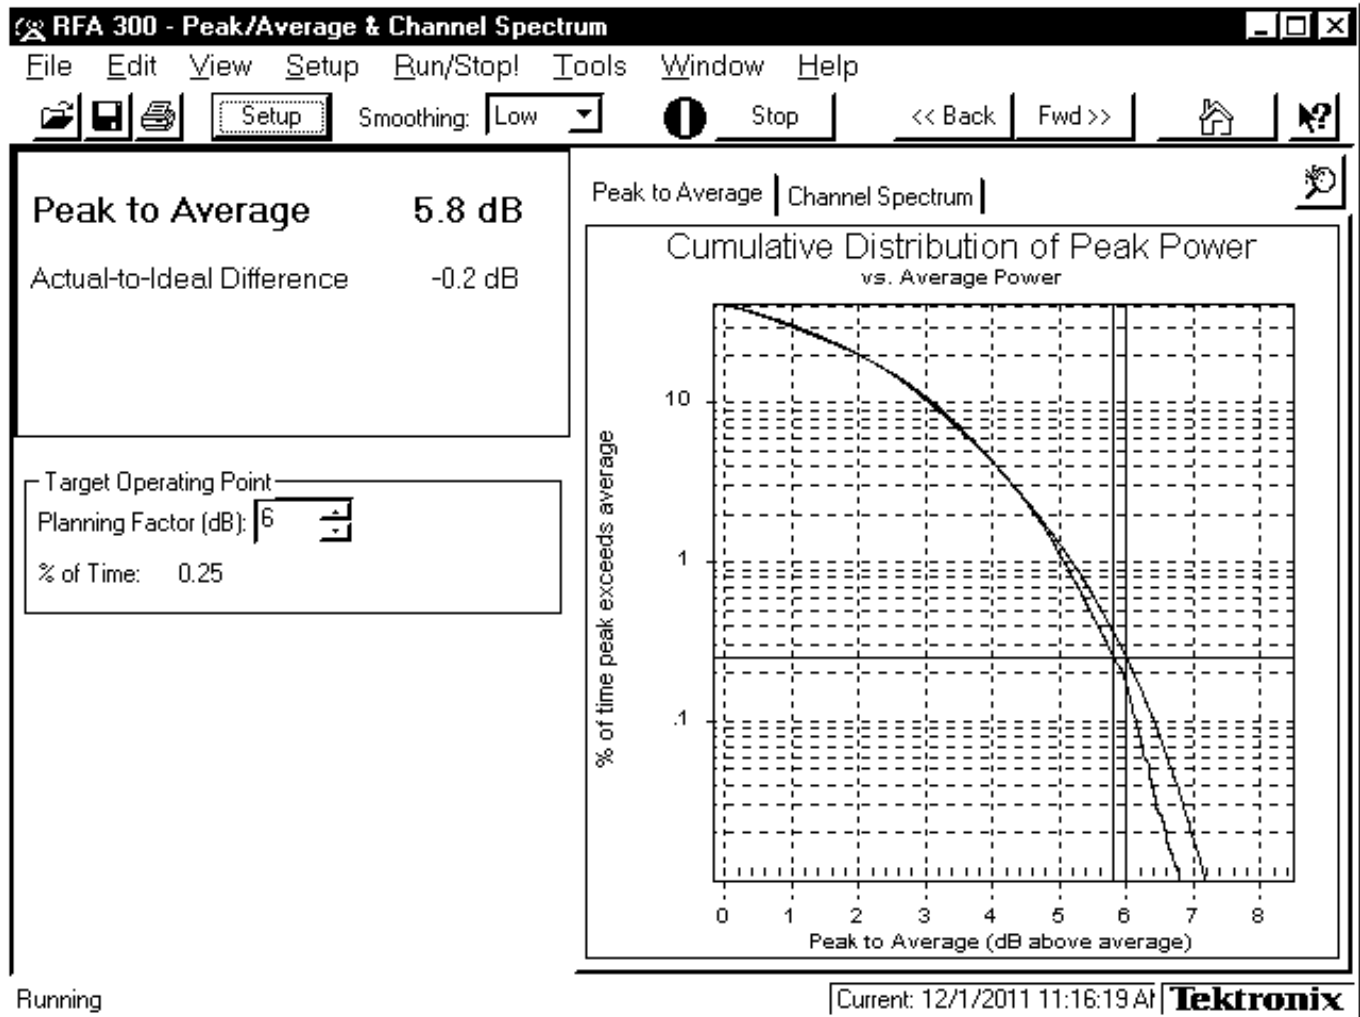 RFA 300 - Peak/Average & Channel Spectrum
File Edit View Setup Run/Stop! Tools Window Help
Setup Smoothing: Low Stop << Back Fwd >>
Peak to Average 5.8 dB
Actual-to-Ideal Difference -0.2 dB
Target Operating Point
Planning Factor (dB): 6
% of Time: 0.25
Peak to Average Channel Spectrum
Cumulative Distribution of Peak Power
vs. Average Power
% of time peak exceeds average
10
1
.1
0 1 2 3 4 5 6 7 8
Peak to Average (dB above average)
Running
Current: 12/1/2011 11:16:19 A
Tektronix